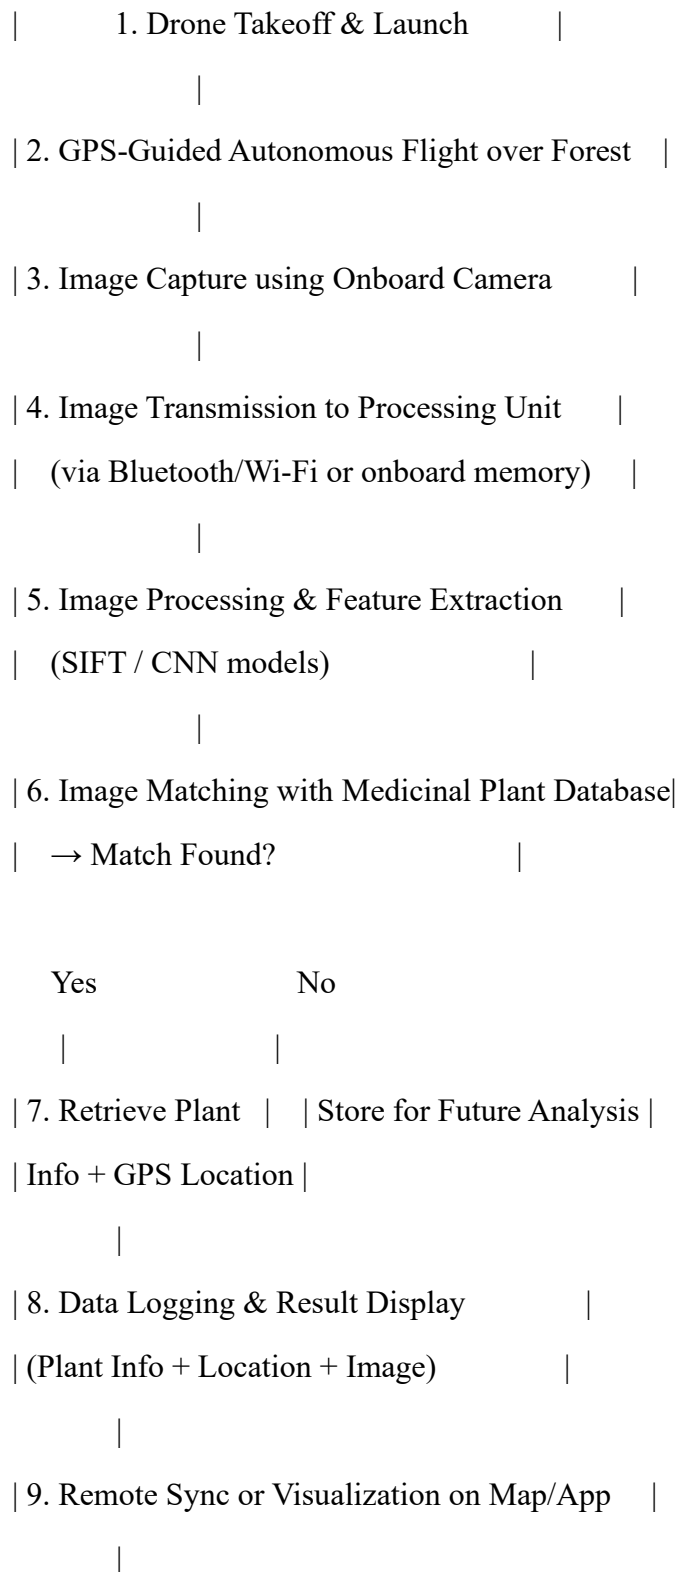 | 1. Drone Takeoff & Launch |
|
| 2. GPS-Guided Autonomous Flight over Forest |
|
| 3. Image Capture using Onboard Camera |
|
| 4. Image Transmission to Processing Unit |
| (via Bluetooth/Wi-Fi or onboard memory) |
|
| 5. Image Processing & Feature Extraction |
| (SIFT / CNN models) |
|
| 6. Image Matching with Medicinal Plant Database|
| → Match Found? |
Yes No
| |
| 7. Retrieve Plant | | Store for Future Analysis |
| Info + GPS Location |
|
| 8. Data Logging & Result Display |
| (Plant Info + Location + Image) |
|
| 9. Remote Sync or Visualization on Map/App |
|